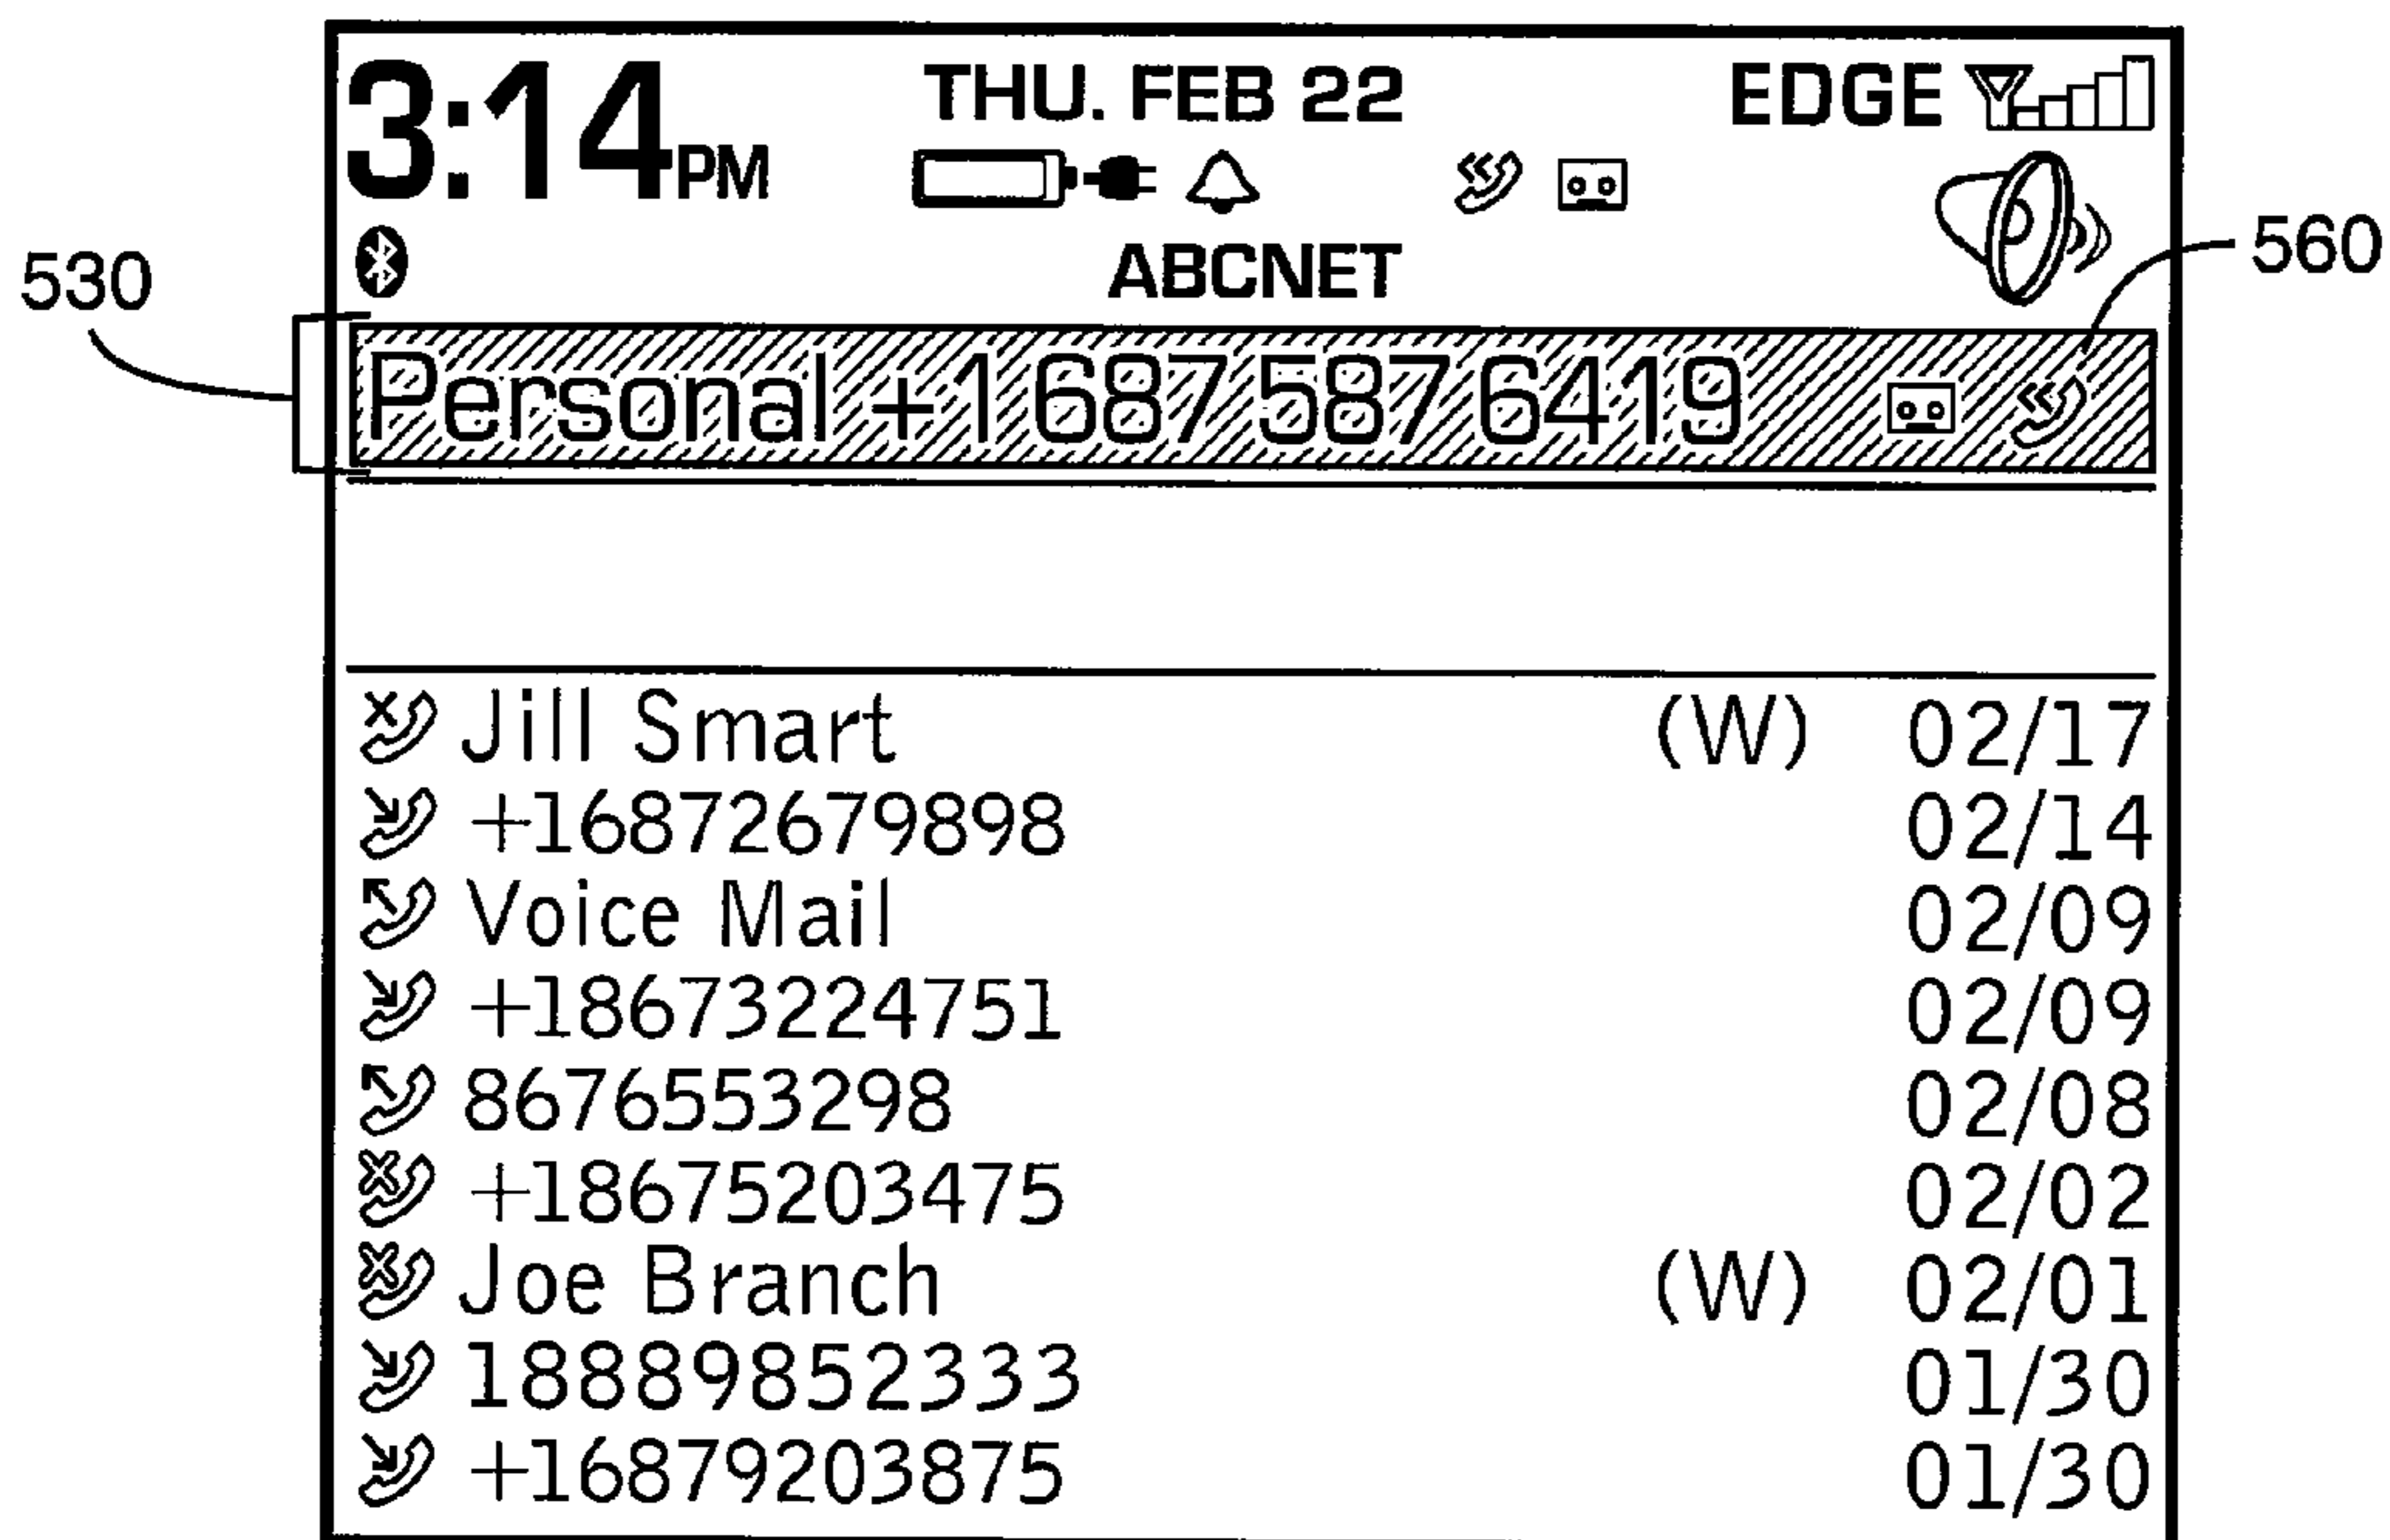 3:14PM THU. FEB 22 EDGE
ABCNET
530
560
Personal +1 687 587 6419
Jill Smart (W) 02/17
+16872679898 02/14
Voice Mail 02/09
+18673224751 02/09
8676553298 02/08
+18675203475 02/02
Joe Branch (W) 02/01
18889852333 01/30
+16879203875 01/30